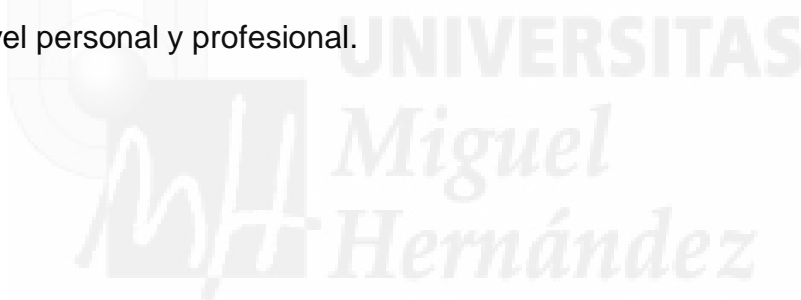 vel personal y profesional.
UNIVERSITAS
Miguel
Hernández